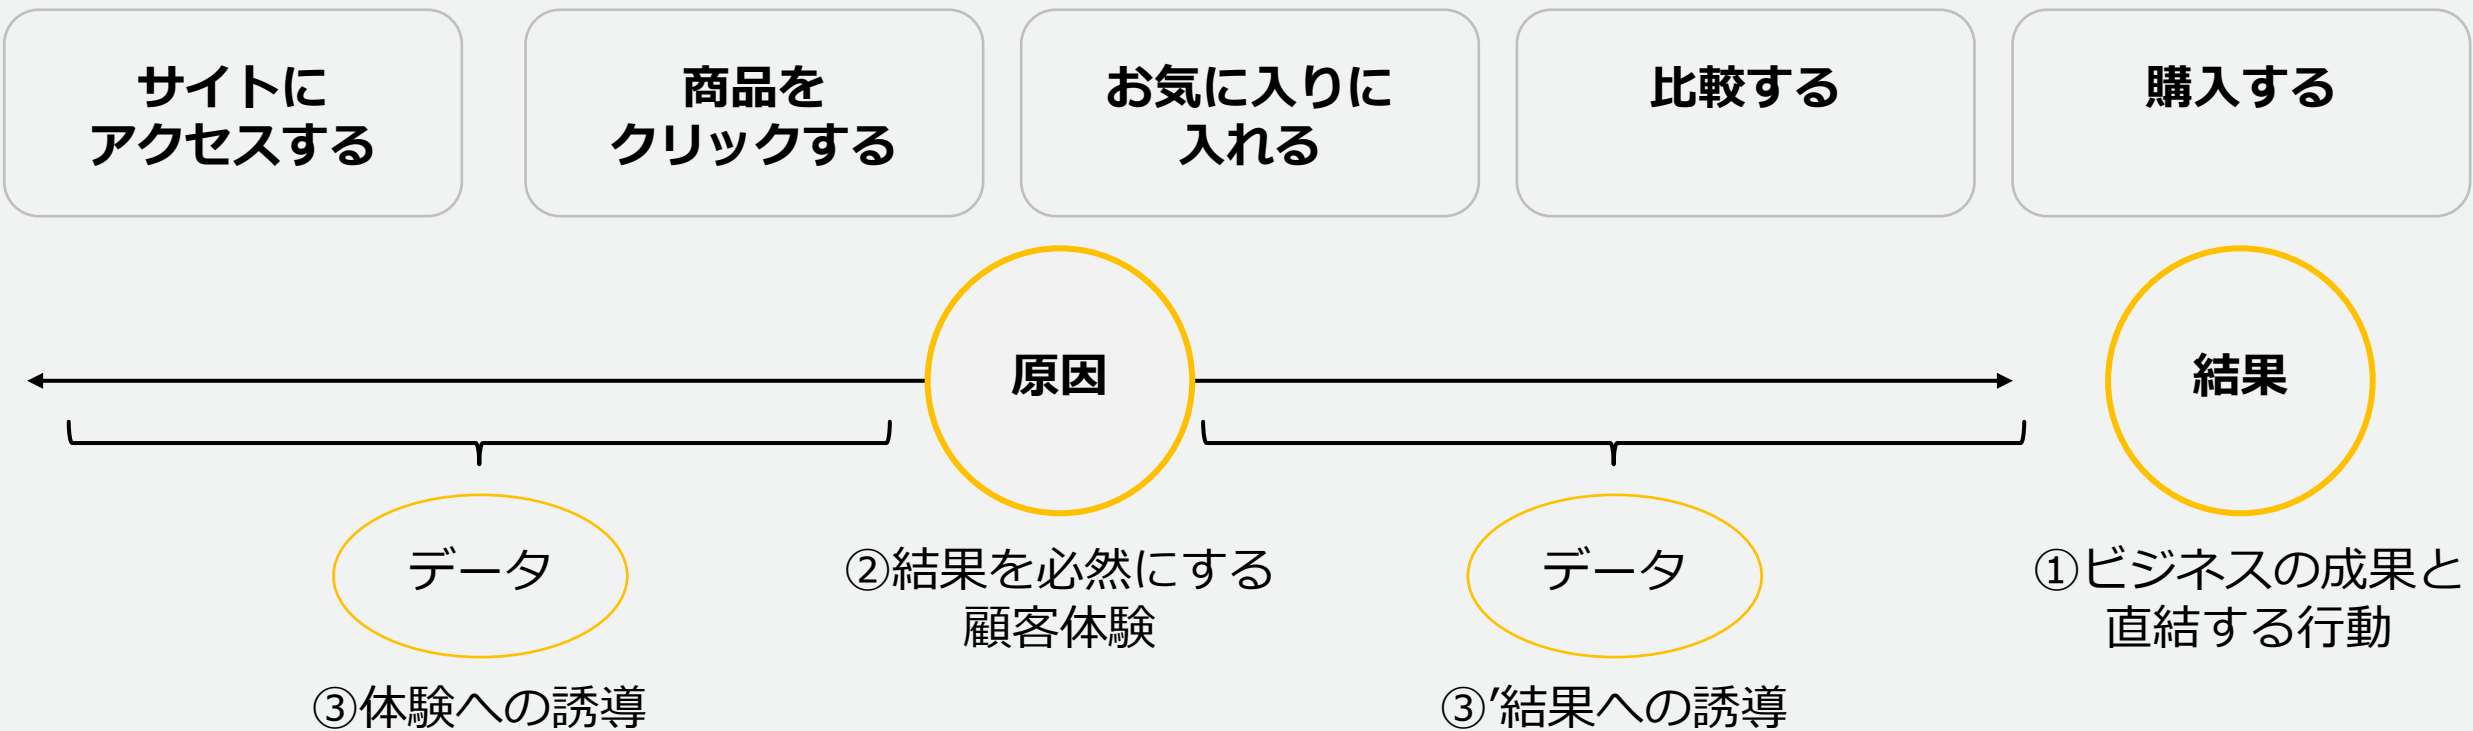 サイトに
アクセスする
商品を
クリックする
お気に入りに
入れる
比較する
購入する
原因
結果
データ
②結果を必然にする
顧客体験
データ
①ビジネスの成果と
直結する行動
③体験への誘導
③’結果への誘導